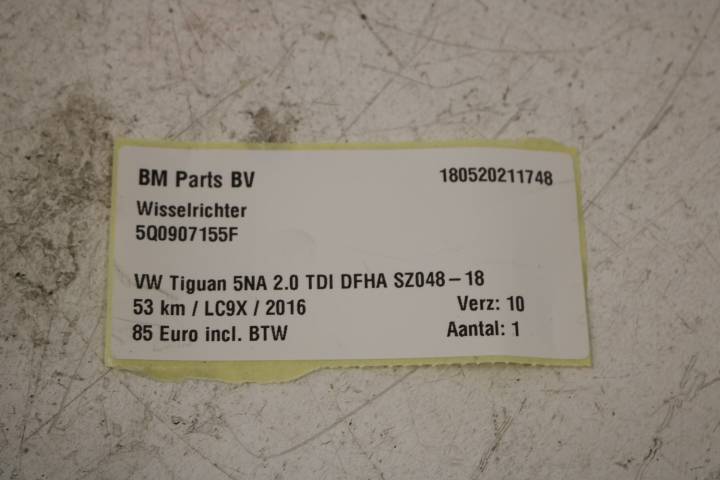 BM Parts BV 180520211748
Wisselrichter
5Q0907155F
VW Tiguan 5NA 2.0 TDI DFHA SZ048-18
53 km / LC9X / 2016 Verz: 10
85 Euro incl. BTW Aantal: 1